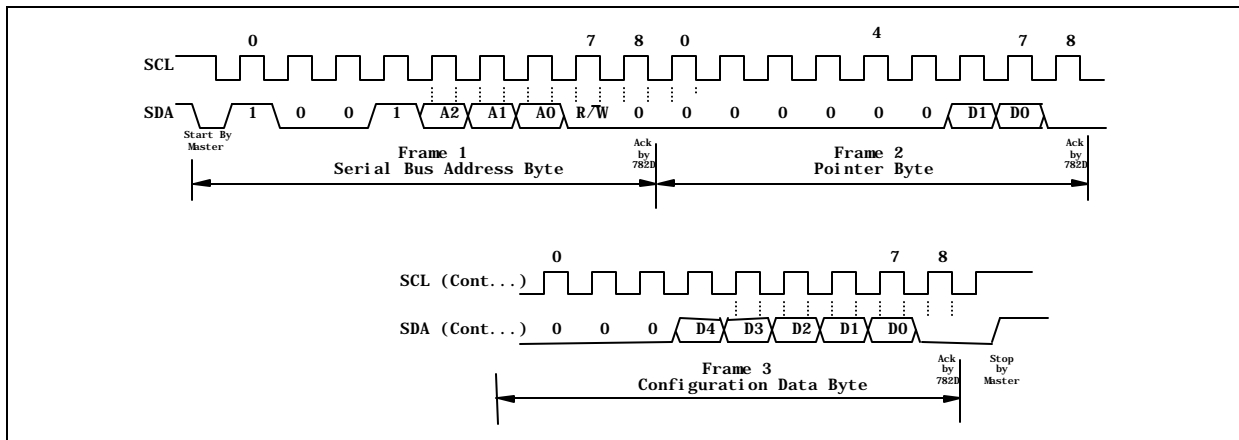 0 7 8 0 4 7 8
SCL
SDA 1 0 0 1 A2 A1 A0 R/W 0 0 0 0 0 0 0 D1 D0
Start By
Master
Ack
by
782D
Ack
by
782D
Frame 1
Serial Bus Address Byte
Frame 2
Pointer Byte
0 7 8
SCL (Cont...)
SDA (Cont...) 0 0 0 D4 D3 D2 D1 D0
Ack
by
782D
Stop
by
Master
Frame 3
Configuration Data Byte